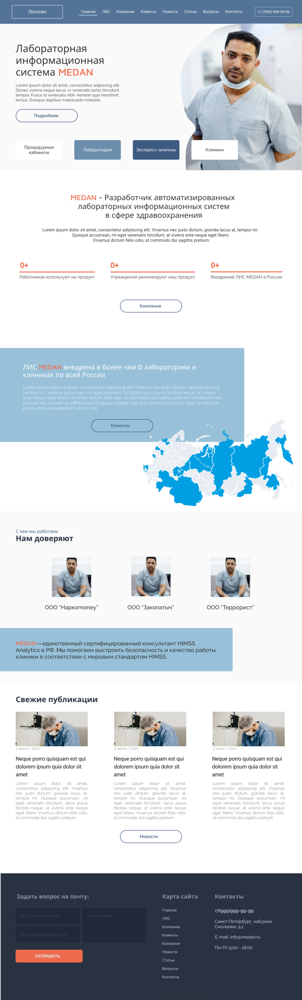 Логотип
Главная ЛИС Компания Клиенты Новости Статьи Вопросы Контакты
+7 (999) 999-99-99
Лабораторная
информационная
система MEDAN
Lorem ipsum dolor sit amet, consectetur adipiscing elit.
Donec viverra neque lacus, in venenatis tortor tincidunt
tempor. Fusce id venenatis nibh. Aenean quis hendrerit
lectus. Quisque dapibus malesuada molestie.
Подробнее
Процедурные
кабинеты
Лаборатории
Экспресс-анализы
Клиники
MEDAN - Разработчик автоматизированных
лабораторных информационных систем
в сфере здравоохранения
Lorem ipsum dolor sit amet, consectetur adipiscing elit. Vivamus nec justo dictum, gravida lacus at, tempor mi.
Quisque accumsan, mi eget venenatis tincidunt, at viverra ante neque eget libero.
Vivamus dictum felis odio, id commodo dui sagittis pretium.
0+
Работников используют на продукт
0+
Учреждений рекомендуют наш продукт
0+
Внедрений ЛИС MEDAN в России
Компания
ЛИС MEDAN внедрена в более чем 0 лабораториях и
клиниках по всей России
Lorem ipsum dolor sit amet, consectetur adipiscing elit. Vivamus nec justo dictum, gravida lacus at,
tempor mi. Quisque accumsan, mi eget venenatis tincidunt, lacus purus facilisis neque, at viverra
ante neque eget libero. Vivamus dictum felis odio, id commodo dui sagittis pretium. Vestibulum nec
pretium nisi. Aenean ac efficitur orci. Quisque sodales velit id ex lobortis euismod. Etiam a ante non
purus ultricies elementum at non nisl.
Клиенты
С кем мы работаем
Нам доверяют
ООО “Наркоmoney”
ООО “Закопатыч”
ООО “Террорист”
MEDAN — единственный сертифицированный консультант HIMSS
Analytics в РФ. Мы помогаем выстроить безопасность и качество работы
клиники в соответствии с мировым стандартом HIMSS.
Свежие публикации
2 июня / 2021
Neque porro quisquam est qui
dolorem ipsum quia dolor sit
amet
Lorem ipsum dolor sit amet,
consectetur adipiscing elit. Vivamus
nec justo dictum, gravida lacus at,
tempor mi. Quisque accumsan, mi
eget venenatis tincidunt, lacus purus
facilisis neque, at viverra ante neque
eget libero. Vivamus dictum felis odio,
id commodo dui sagittis pretium.
2 июня / 2021
Neque porro quisquam est qui
dolorem ipsum quia dolor sit
amet
Lorem ipsum dolor sit amet,
consectetur adipiscing elit. Vivamus
nec justo dictum, gravida lacus at,
tempor mi. Quisque accumsan, mi
eget venenatis tincidunt, lacus purus
facilisis neque, at viverra ante neque
eget libero. Vivamus dictum felis odio,
id commodo dui sagittis pretium.
2 июня / 2021
Neque porro quisquam est qui
dolorem ipsum quia dolor sit
amet
Lorem ipsum dolor sit amet,
consectetur adipiscing elit. Vivamus
nec justo dictum, gravida lacus at,
tempor mi. Quisque accumsan, mi
eget venenatis tincidunt, lacus purus
facilisis neque, at viverra ante neque
eget libero. Vivamus dictum felis odio,
id commodo dui sagittis pretium.
Новости
Задать вопрос на почту:
Ваше имя/компания
Комментарий
Ваша электронная почта
ОТПРАВИТЬ
Карта сайта
Главная
ЛИС
Компания
Клиенты
Компания
Новости
Статьи
Вопросы
Контакты
Контакты
+7(999)999-99-99
Санкт-Петербург, наб.реки
Смоленки, д.1
E-mail: info@medan.ru
Пн-Пт 9:00 - 18:00